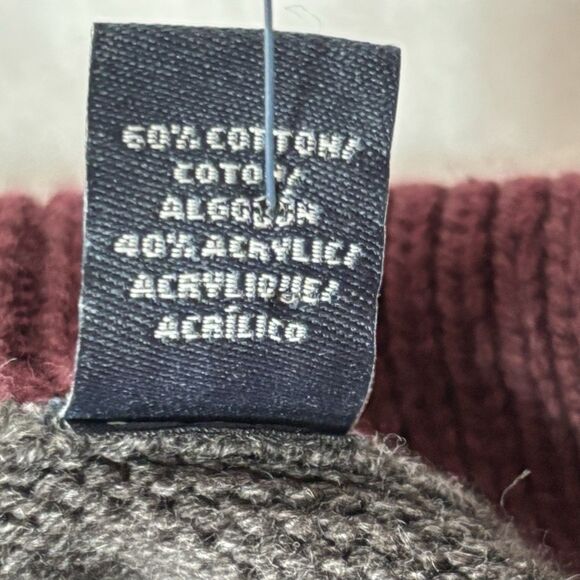 60% COTTON/
COTON/
ALGODÓN
40% ACRYLIC/
ACRYLIQUE/
ACRÍLICO